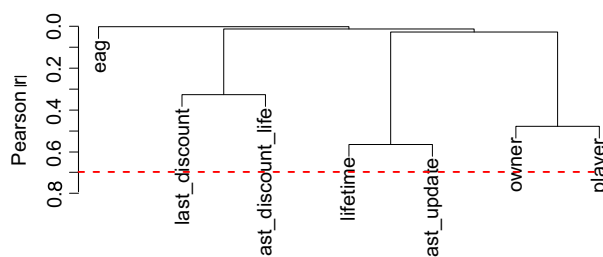 Pearson |r|
0.0
0.2
0.4
0.6
0.8
eag
last_discount
ast_discount_life
lifetime
ast_update
owner
player